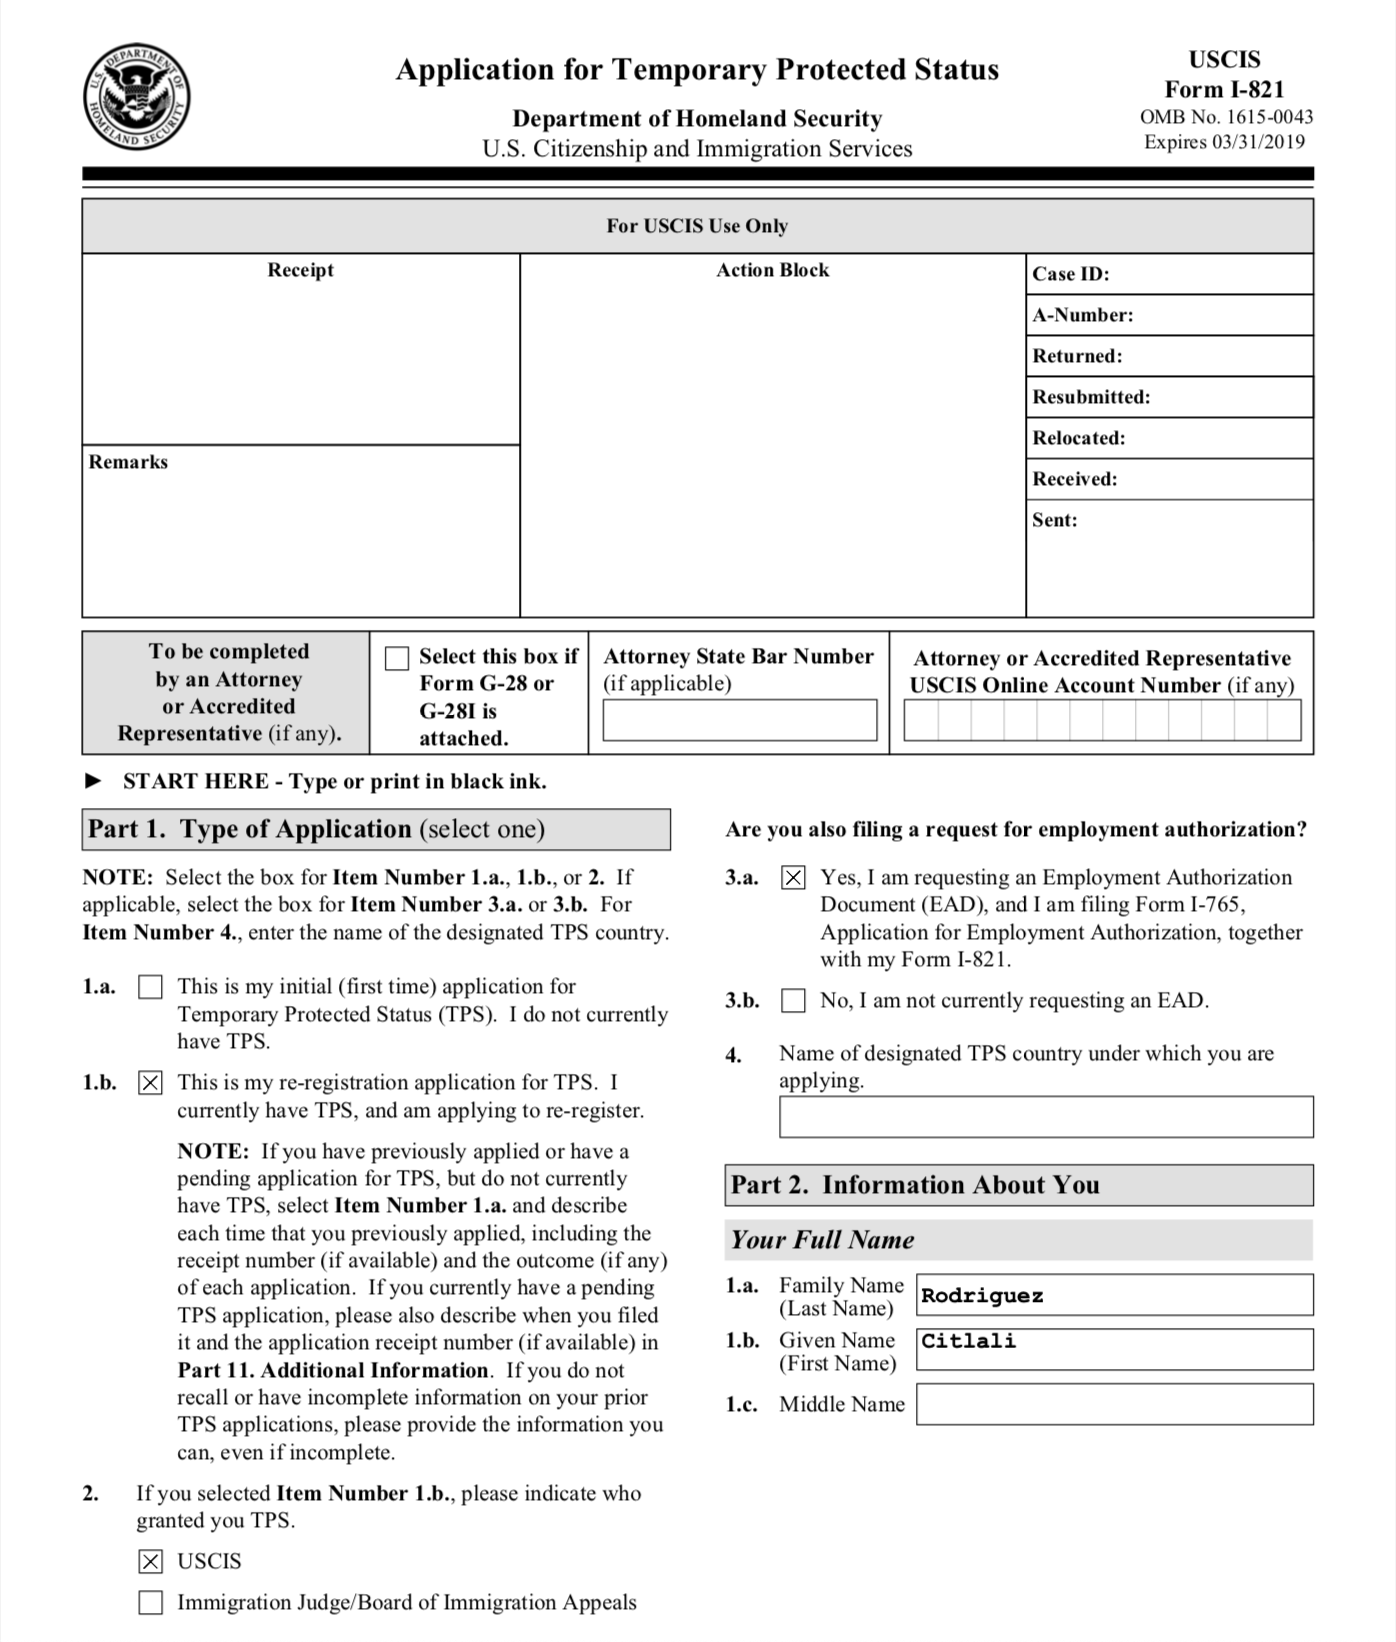 U.S. DEPARTMENT OF HOMELAND SECURITY
Application for Temporary Protected Status
Department of Homeland Security
U.S. Citizenship and Immigration Services
USCIS
Form I-821
OMB No. 1615-0043
Expires 03/31/2019
For USCIS Use Only
Receipt
Action Block
Case ID:
A-Number:
Returned:
Resubmitted:
Relocated:
Received:
Sent:
Remarks
To be completed
by an Attorney
or Accredited
Representative (if any).
Select this box if
Form G-28 or
G-28I is
attached.
Attorney State Bar Number
(if applicable)
Attorney or Accredited Representative
USCIS Online Account Number (if any)
► START HERE - Type or print in black ink.
Part 1. Type of Application (select one)
NOTE: Select the box for Item Number 1.a., 1.b., or 2. If
applicable, select the box for Item Number 3.a. or 3.b. For
Item Number 4., enter the name of the designated TPS country.
1.a. This is my initial (first time) application for
Temporary Protected Status (TPS). I do not currently
have TPS.
1.b. X This is my re-registration application for TPS. I
currently have TPS, and am applying to re-register.
NOTE: If you have previously applied or have a
pending application for TPS, but do not currently
have TPS, select Item Number 1.a. and describe
each time that you previously applied, including the
receipt number (if available) and the outcome (if any)
of each application. If you currently have a pending
TPS application, please also describe when you filed
it and the application receipt number (if available) in
Part 11. Additional Information. If you do not
recall or have incomplete information on your prior
TPS applications, please provide the information you
can, even if incomplete.
2. If you selected Item Number 1.b., please indicate who
granted you TPS.
X USCIS
Immigration Judge/Board of Immigration Appeals
Are you also filing a request for employment authorization?
3.a. X Yes, I am requesting an Employment Authorization
Document (EAD), and I am filing Form I-765,
Application for Employment Authorization, together
with my Form I-821.
3.b. No, I am not currently requesting an EAD.
4. Name of designated TPS country under which you are
applying.
Part 2. Information About You
Your Full Name
1.a. Family Name
(Last Name)
Rodriguez
1.b. Given Name
(First Name)
Citlali
1.c. Middle Name